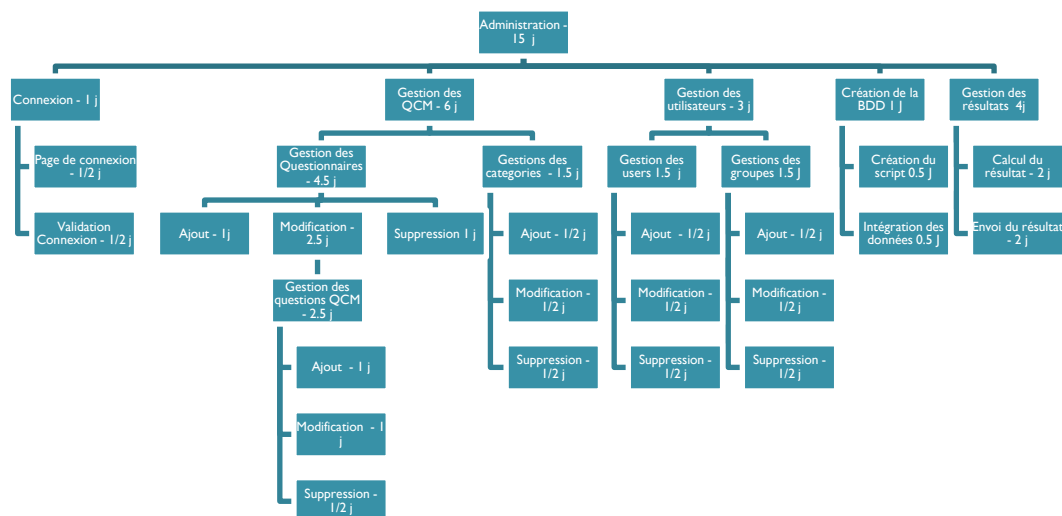 Administration -
15 j
Connexion - 1 j
Gestion des
QCM - 6 j
Gestion des
utilisateurs - 3 j
Création de la
BDD 1 J
Gestion des
résultats 4j
Page de connexion
- 1/2 j
Validation
Connexion - 1/2 j
Gestion des
Questionnaires
- 4.5 j
Gestions des
categories - 1.5 j
Gestion des
users 1.5 j
Gestions des
groupes 1.5 J
Création du
script 0.5 J
Calcul du
résultat - 2 j
Ajout - 1j
Modification -
2.5 j
Suppression 1 j
Ajout - 1/2 j
Ajout - 1/2 j
Ajout - 1/2 j
Intégration des
données 0.5 J
Envoi du résultat
- 2 j
Gestion des
questions QCM
- 2.5 j
Modification -
1/2 j
Modification -
1/2 j
Modification -
1/2 j
Ajout - 1 j
Suppression -
1/2 j
Suppression -
1/2 j
Suppression -
1/2 j
Modification - 1
j
Suppression -
1/2 j